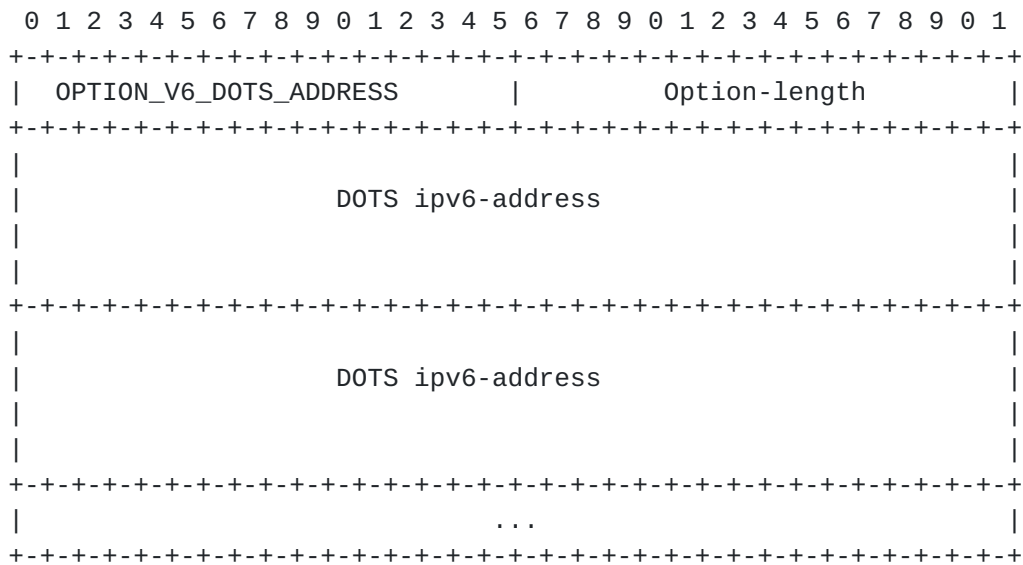 0 1 2 3 4 5 6 7 8 9 0 1 2 3 4 5 6 7 8 9 0 1 2 3 4 5 6 7 8 9 0 1
+-+-+-+-+-+-+-+-+-+-+-+-+-+-+-+-+-+-+-+-+-+-+-+-+-+-+-+-+-+-+-+-+
|  OPTION_V6_DOTS_ADDRESS       |         Option-length         |
+-+-+-+-+-+-+-+-+-+-+-+-+-+-+-+-+-+-+-+-+-+-+-+-+-+-+-+-+-+-+-+-+
|                                                               |
|                    DOTS ipv6-address                          |
|                                                               |
|                                                               |
+-+-+-+-+-+-+-+-+-+-+-+-+-+-+-+-+-+-+-+-+-+-+-+-+-+-+-+-+-+-+-+-+
|                                                               |
|                    DOTS ipv6-address                          |
|                                                               |
|                                                               |
+-+-+-+-+-+-+-+-+-+-+-+-+-+-+-+-+-+-+-+-+-+-+-+-+-+-+-+-+-+-+-+-+
|                              ...                              |
+-+-+-+-+-+-+-+-+-+-+-+-+-+-+-+-+-+-+-+-+-+-+-+-+-+-+-+-+-+-+-+-+